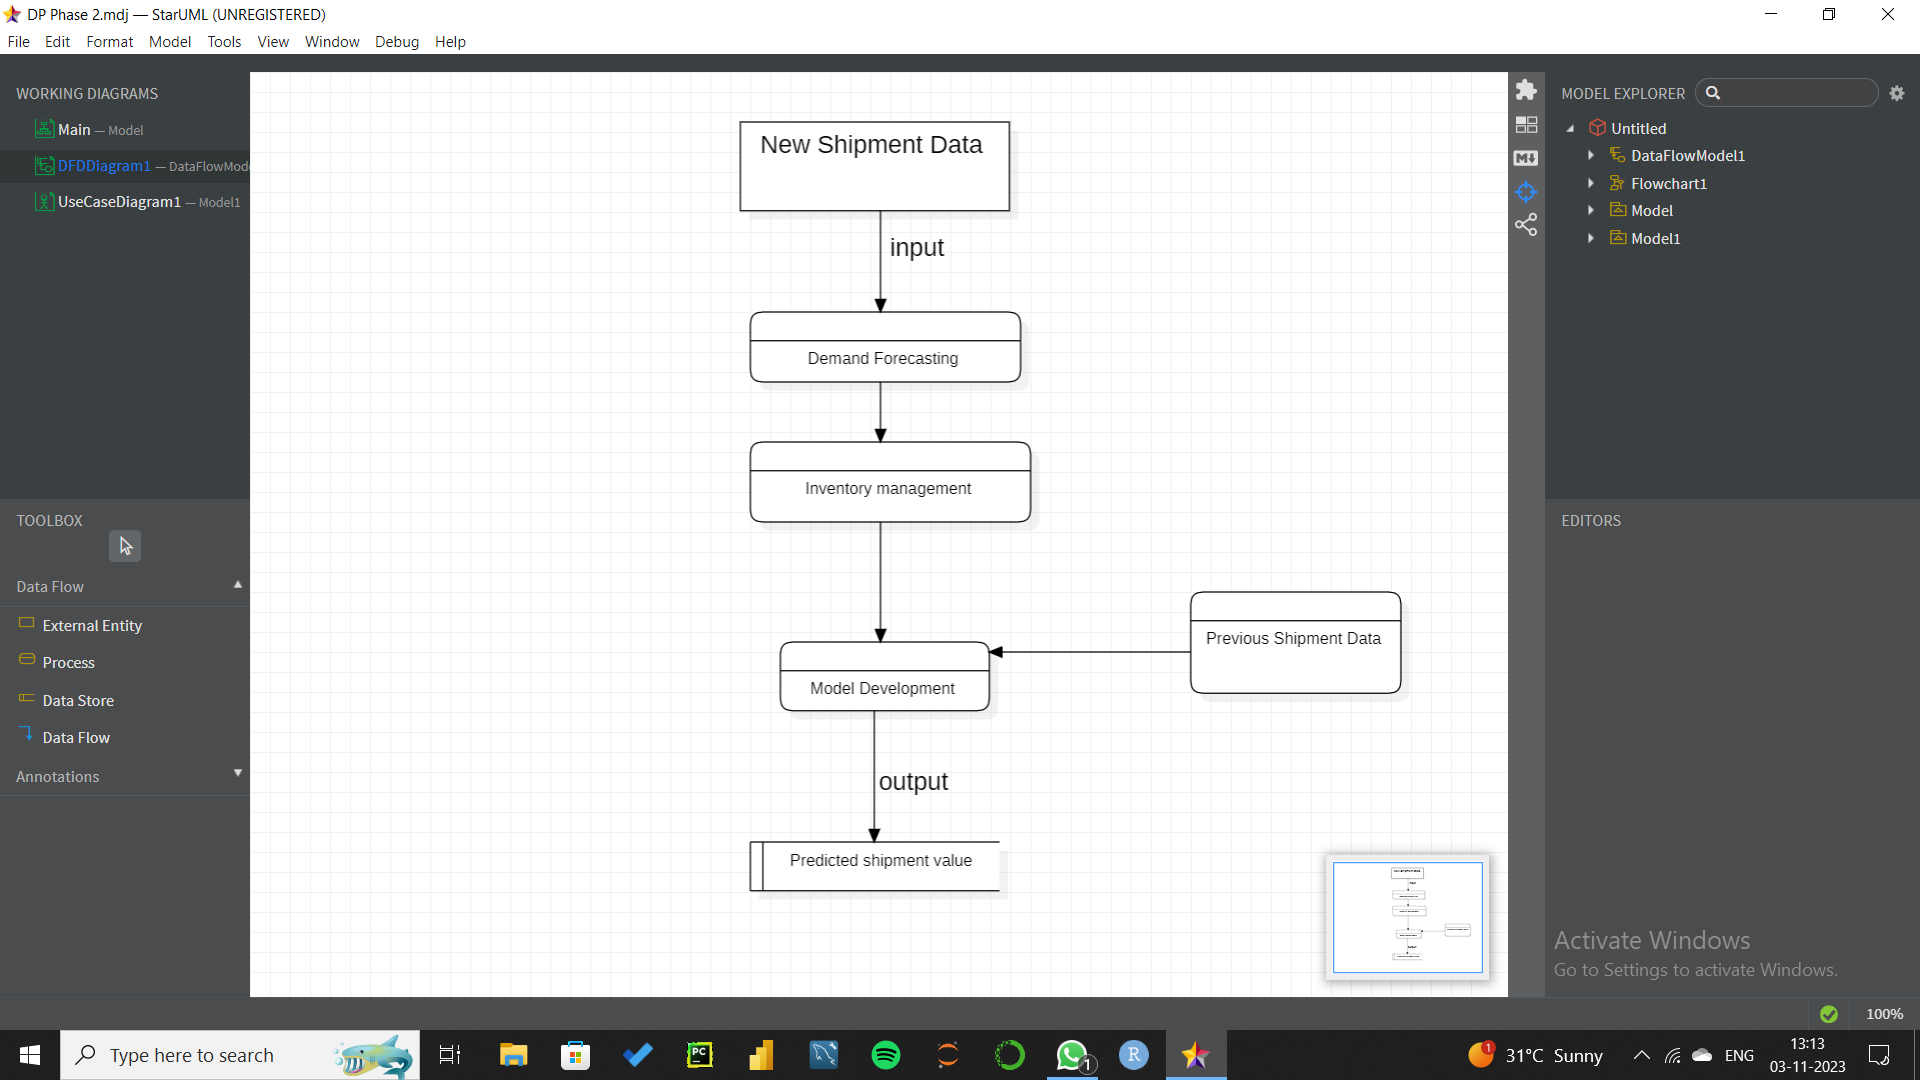 DP Phase 2.mdj — StarUML (UNREGISTERED)
File Edit Format Model Tools View Window Debug Help
WORKING DIAGRAMS
Main — Model
DFDDiagram1 — DataFlowMod
UseCaseDiagram1 — Model1
TOOLBOX
Data Flow
External Entity
Process
Data Store
Data Flow
Annotations
New Shipment Data
input
Demand Forecasting
Inventory management
Previous Shipment Data
Model Development
output
Predicted shipment value
MODEL EXPLORER
Untitled
DataFlowModel1
Flowchart1
Model
Model1
EDITORS
Activate Windows
Go to Settings to activate Windows.
100%
Type here to search
PC
1
R
1
31°C Sunny
ENG
13:13
03-11-2023